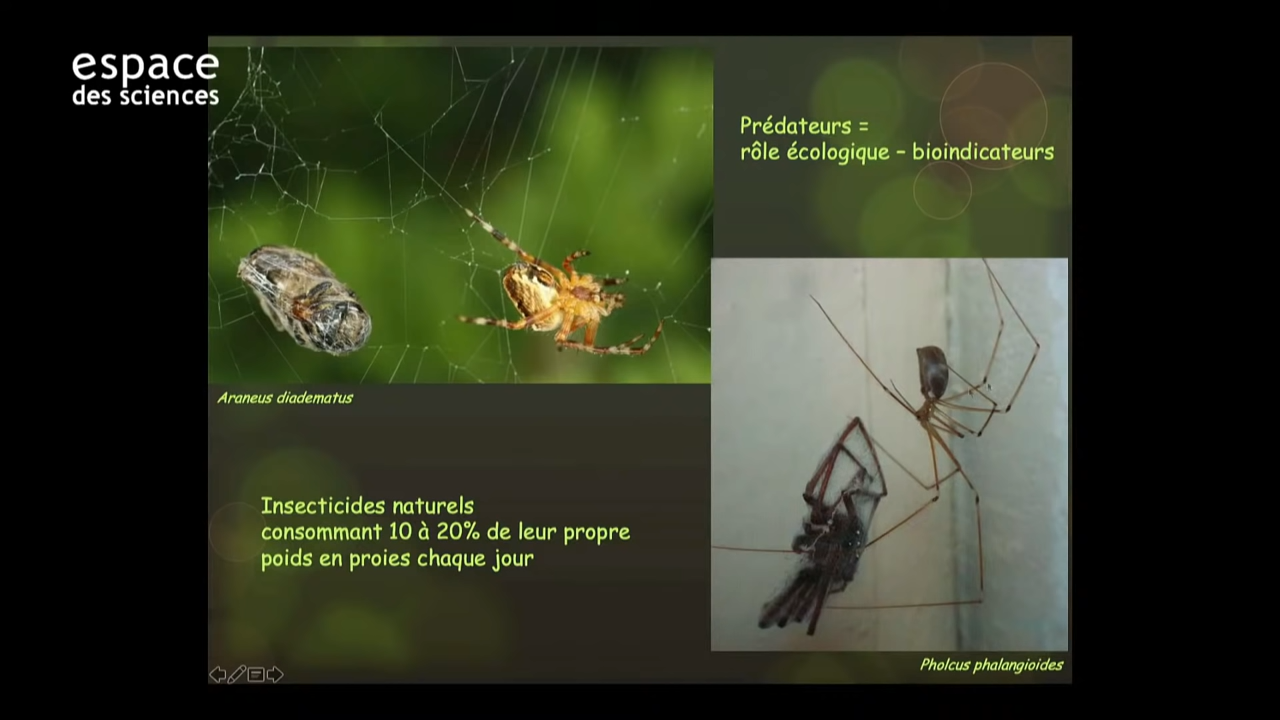 espace
des sciences
Prédateurs =
rôle écologique – bioindicateurs
Araneus diadematus
Insecticides naturels
consommant 10 à 20% de leur propre
poids en proies chaque jour
Pholcus phalangioides